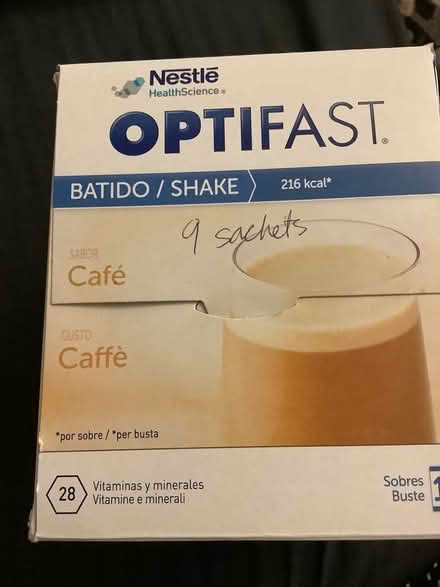 Nestlé
HealthScience®
OPTIFAST®
BATIDO / SHAKE 216 kcal*
9 sachets
SABOR
Café
GUSTO
Caffè
*por sobre / *per busta
28 Vitaminas y minerales
Vitamine e minerali
Sobres
Buste